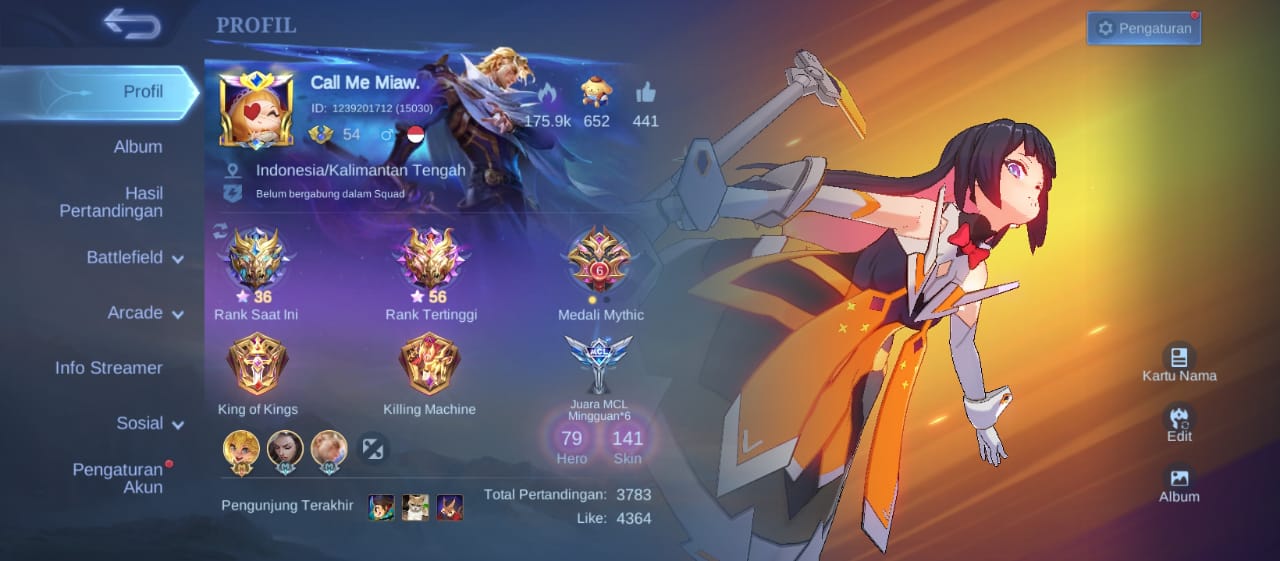 PROFIL
Pengaturan
Profil
Album
Hasil
Pertandingan
Battlefield
Arcade
Info Streamer
Sosial
Pengaturan
Akun
Call Me Miaw.
ID: 1239201712 (15030)
54
175.9k 652 441
Indonesia/Kalimantan Tengah
Belum bergabung dalam Squad
36
Rank Saat Ini
56
Rank Tertinggi
6
Medali Mythic
King of Kings
Killing Machine
MCL
Juara MCL
Mingguan*6
79 141
Hero Skin
Pengunjung Terakhir
Total Pertandingan: 3783
Like: 4364
Kartu Nama
Edit
Album